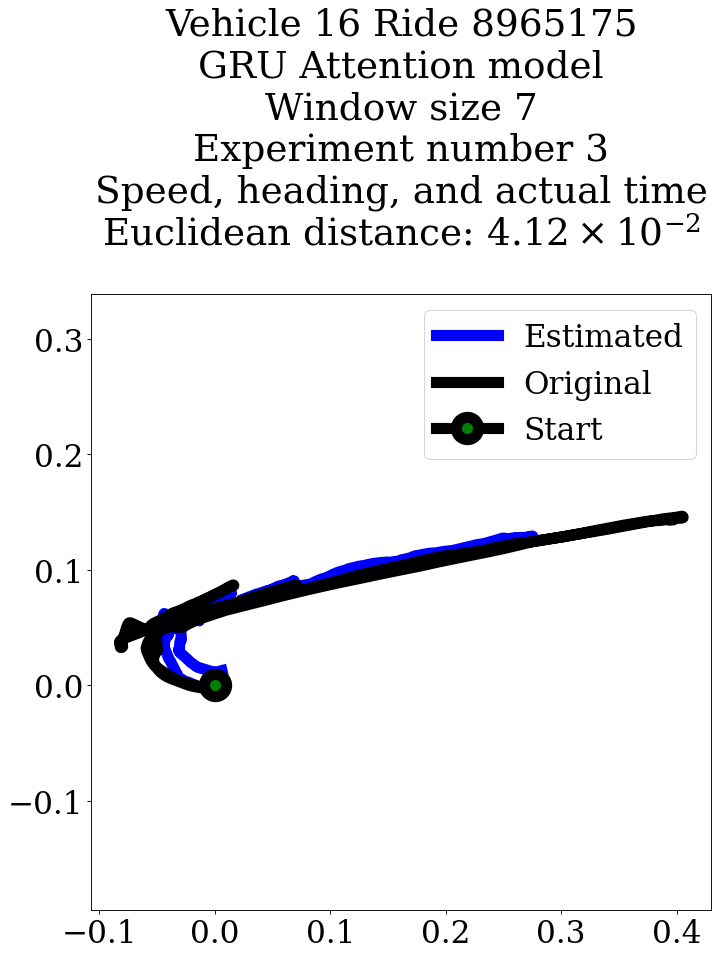 Vehicle 16 Ride 8965175
GRU Attention model
Window size 7
Experiment number 3
Speed, heading, and actual time
Euclidean distance: 4.12 × 10⁻²
Estimated
Original
Start
0.3
0.2
0.1
0.0
−0.1
−0.1 0.0 0.1 0.2 0.3 0.4